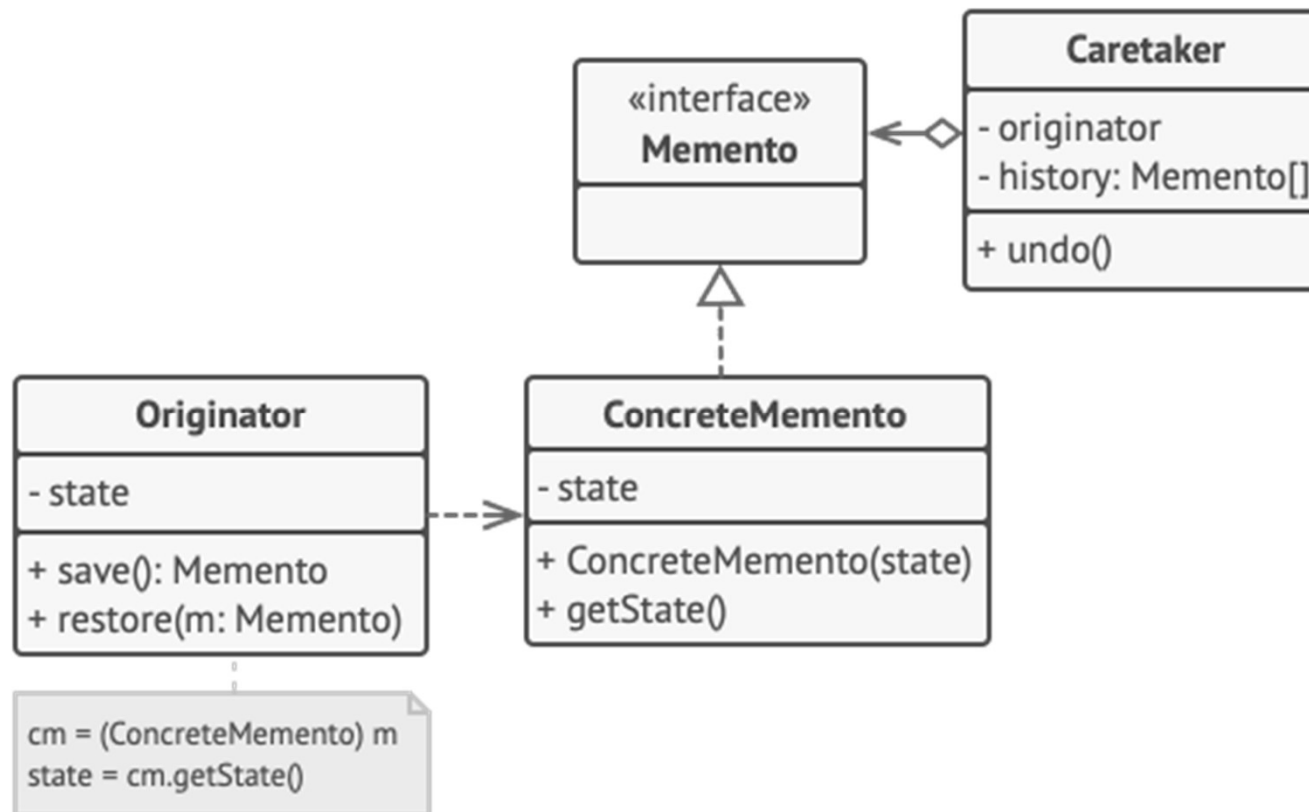 «interface»
Memento
Caretaker
- originator
- history: Memento[]
+ undo()
Originator
- state
+ save(): Memento
+ restore(m: Memento)
ConcreteMemento
- state
+ ConcreteMemento(state)
+ getState()
cm = (ConcreteMemento) m
state = cm.getState()